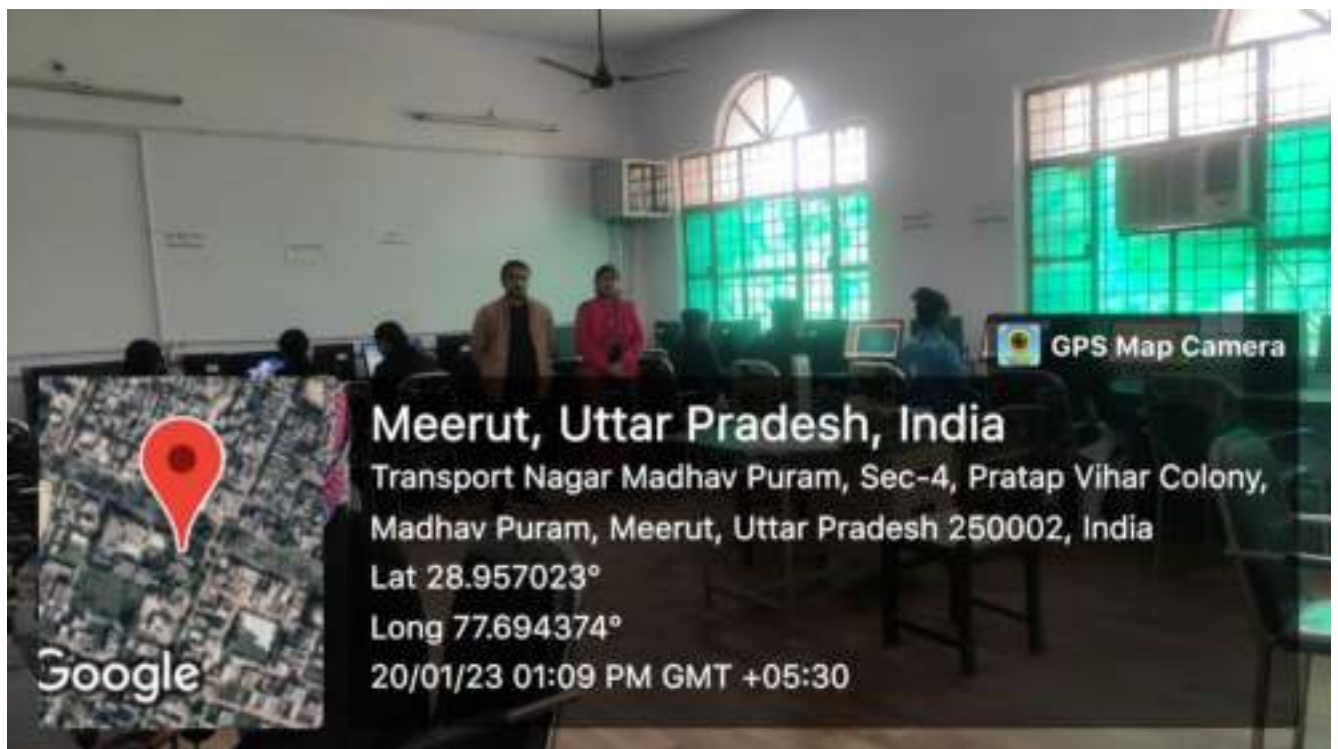 GPS Map Camera
Meerut, Uttar Pradesh, India
Transport Nagar Madhav Puram, Sec-4, Pratap Vihar Colony,
Madhav Puram, Meerut, Uttar Pradesh 250002, India
Lat 28.957023°
Long 77.694374°
20/01/23 01:09 PM GMT +05:30
Google